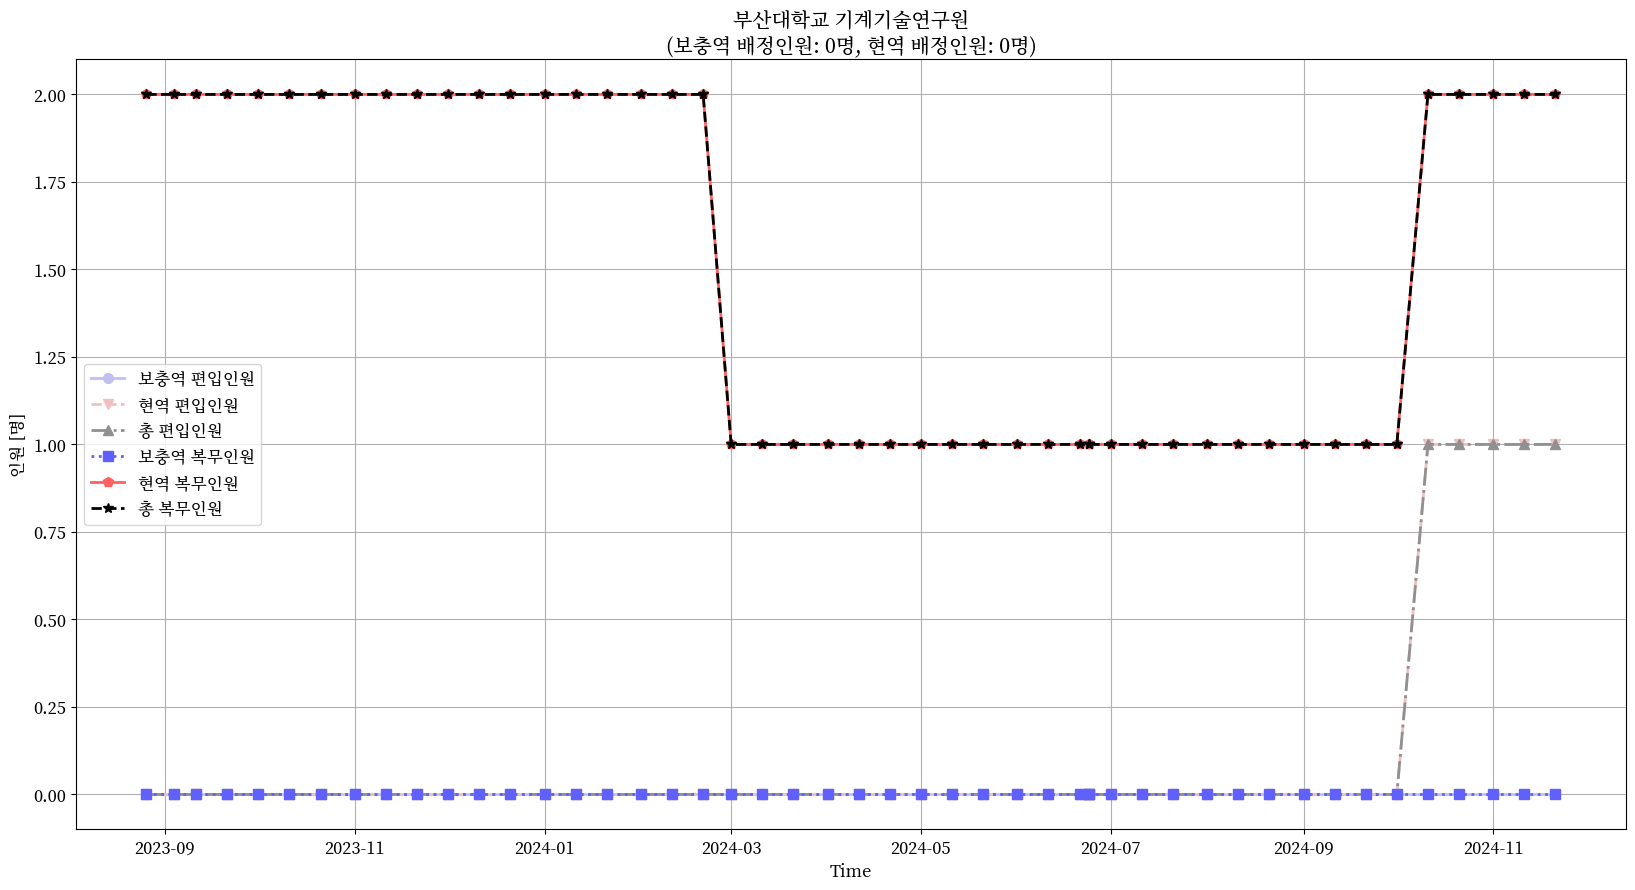 부산대학교 기계기술연구원
(보충역 배정인원: 0명, 현역 배정인원: 0명)
2.00
1.75
1.50
1.25
1.00
0.75
0.50
0.25
0.00
인원 [명]
보충역 편입인원
현역 편입인원
총 편입인원
보충역 복무인원
현역 복무인원
총 복무인원
2023-09
2023-11
2024-01
2024-03
2024-05
2024-07
2024-09
2024-11
Time